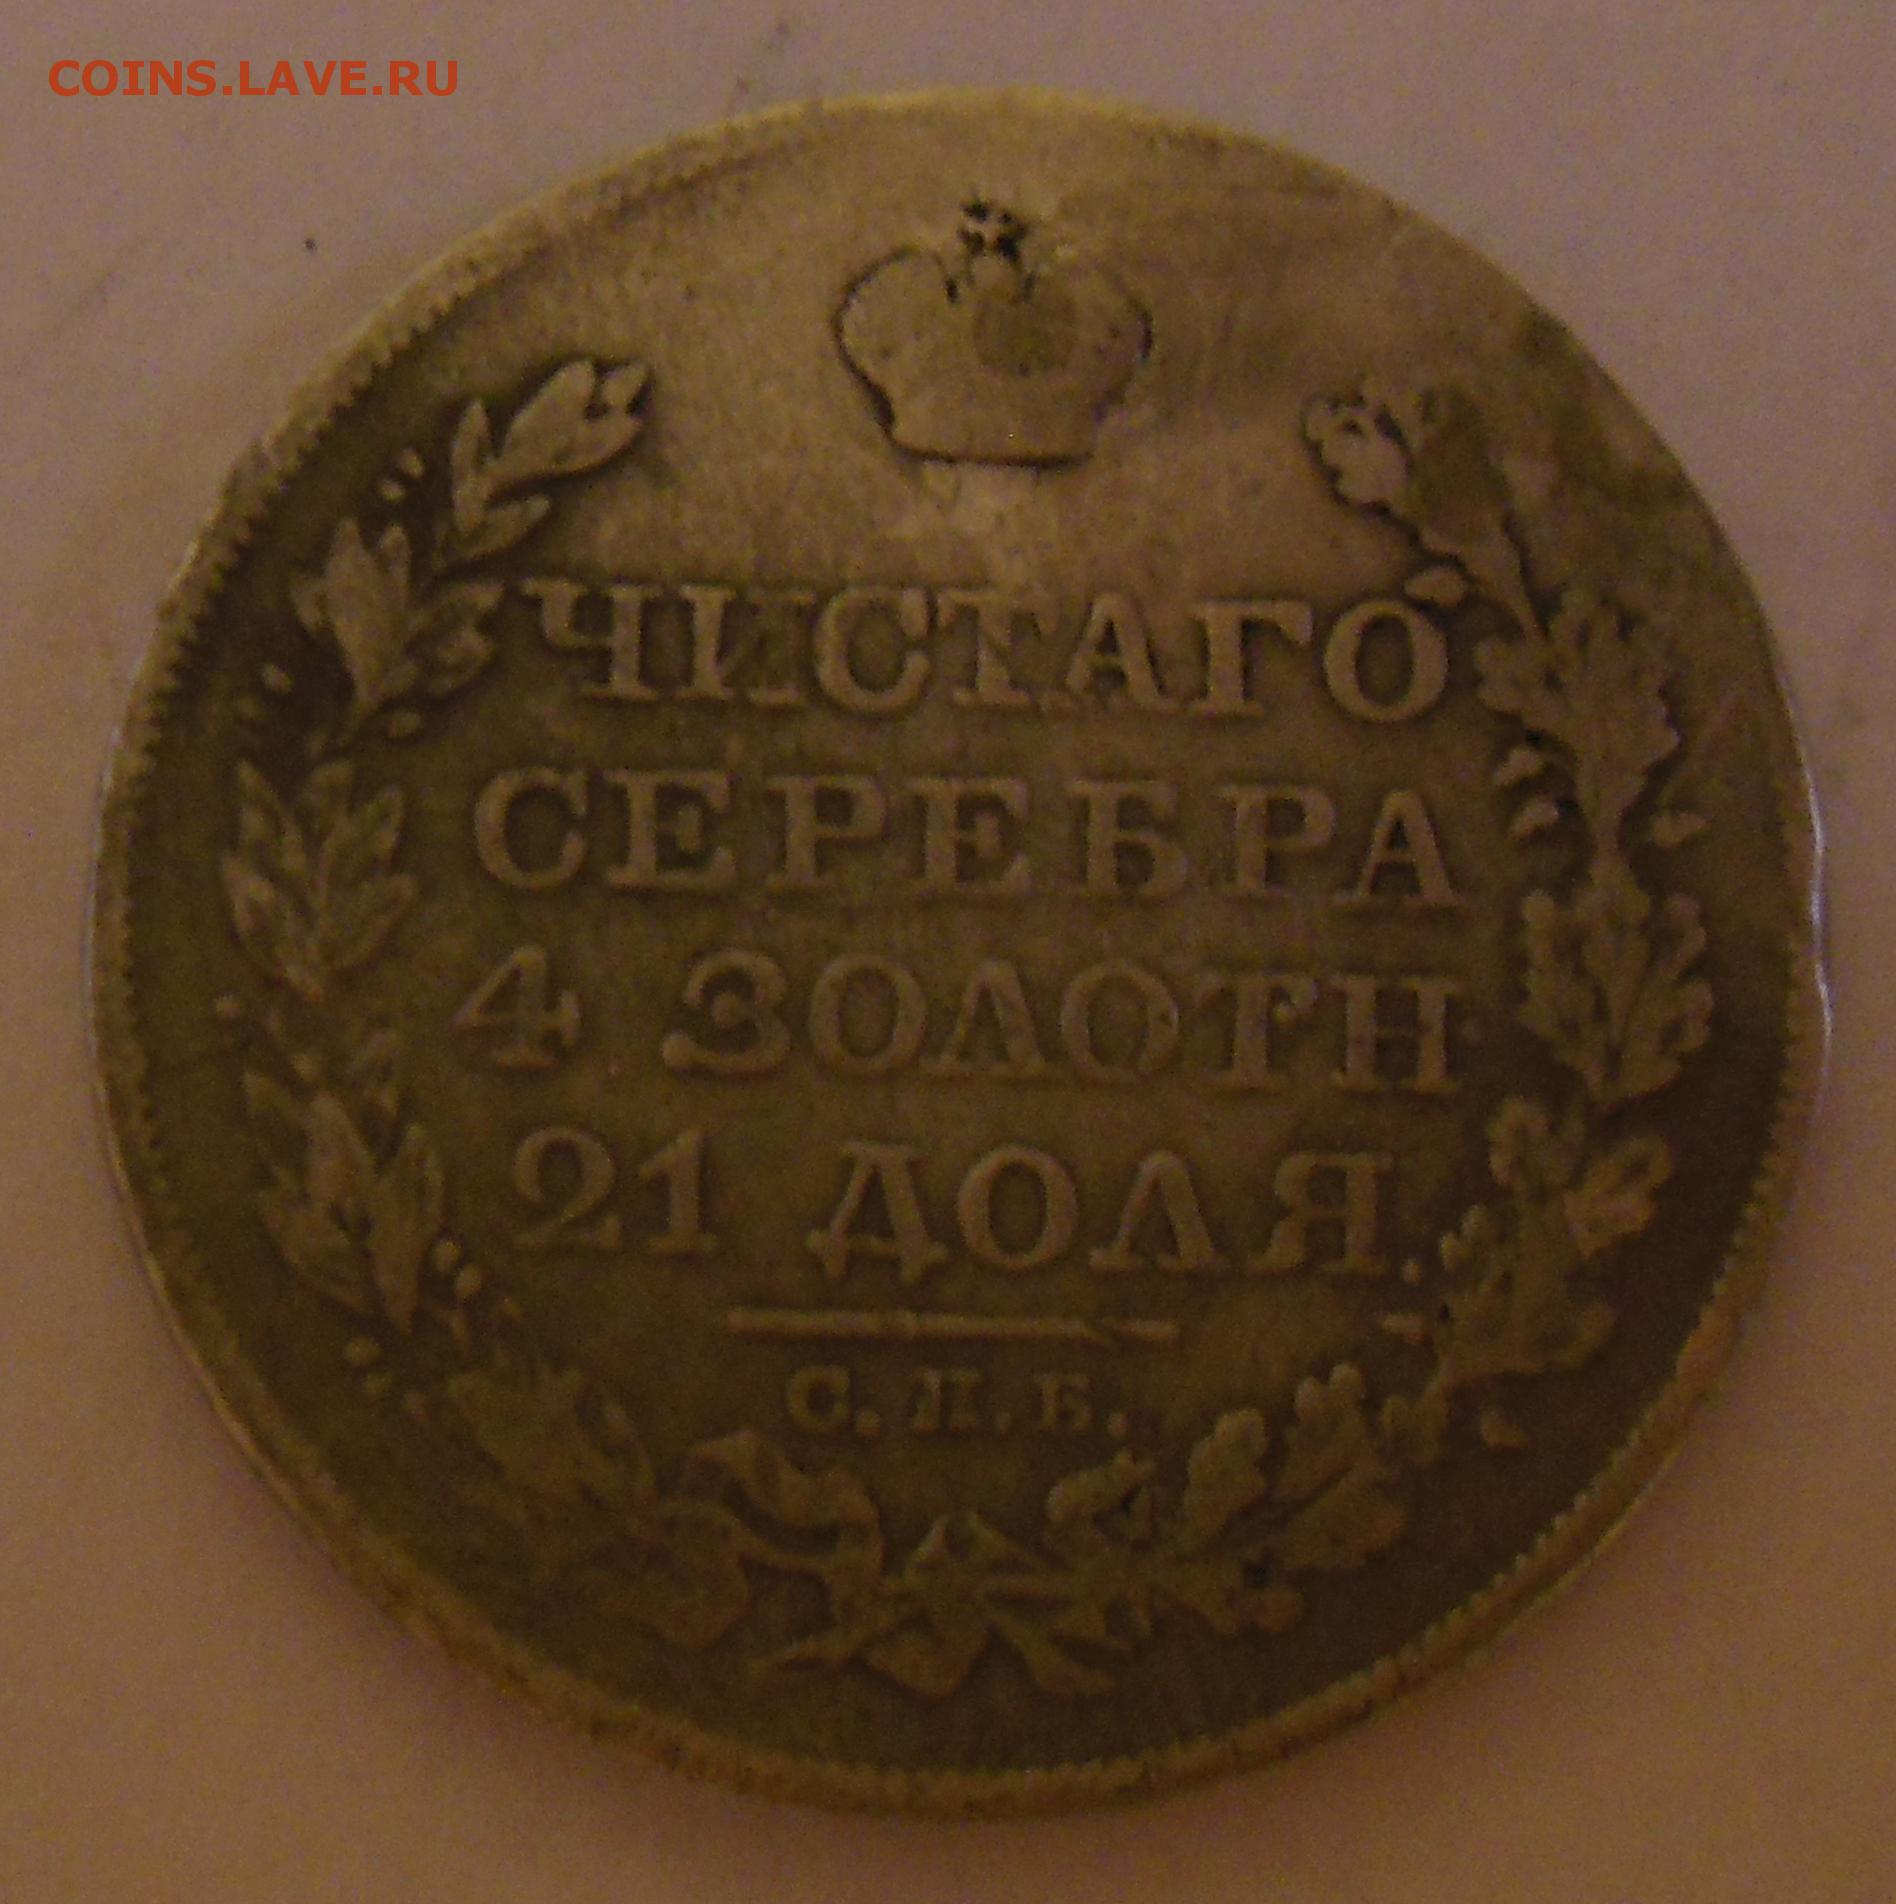 COINS.LAVE.RU
ЧИСТАГО
СЕРЕБРА
4 ЗОЛОТН
21 ДОЛЯ.
С.П.Б.